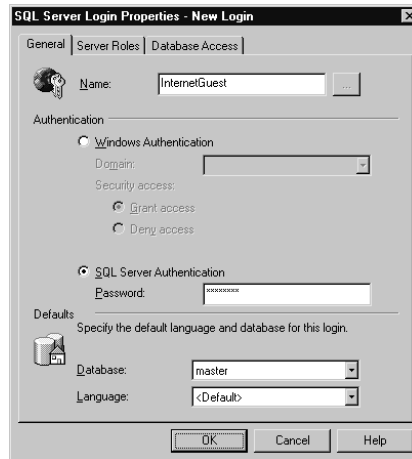 SQL Server Login Properties - New Login
General Server Roles Database Access
Name: InternetGuest ...
Authentication
Windows Authentication
Domain:
Security access:
Grant access
Deny access
SQL Server Authentication
Password: ********
Defaults
Specify the default language and database for this login.
Database: master
Language: <Default>
OK Cancel Help